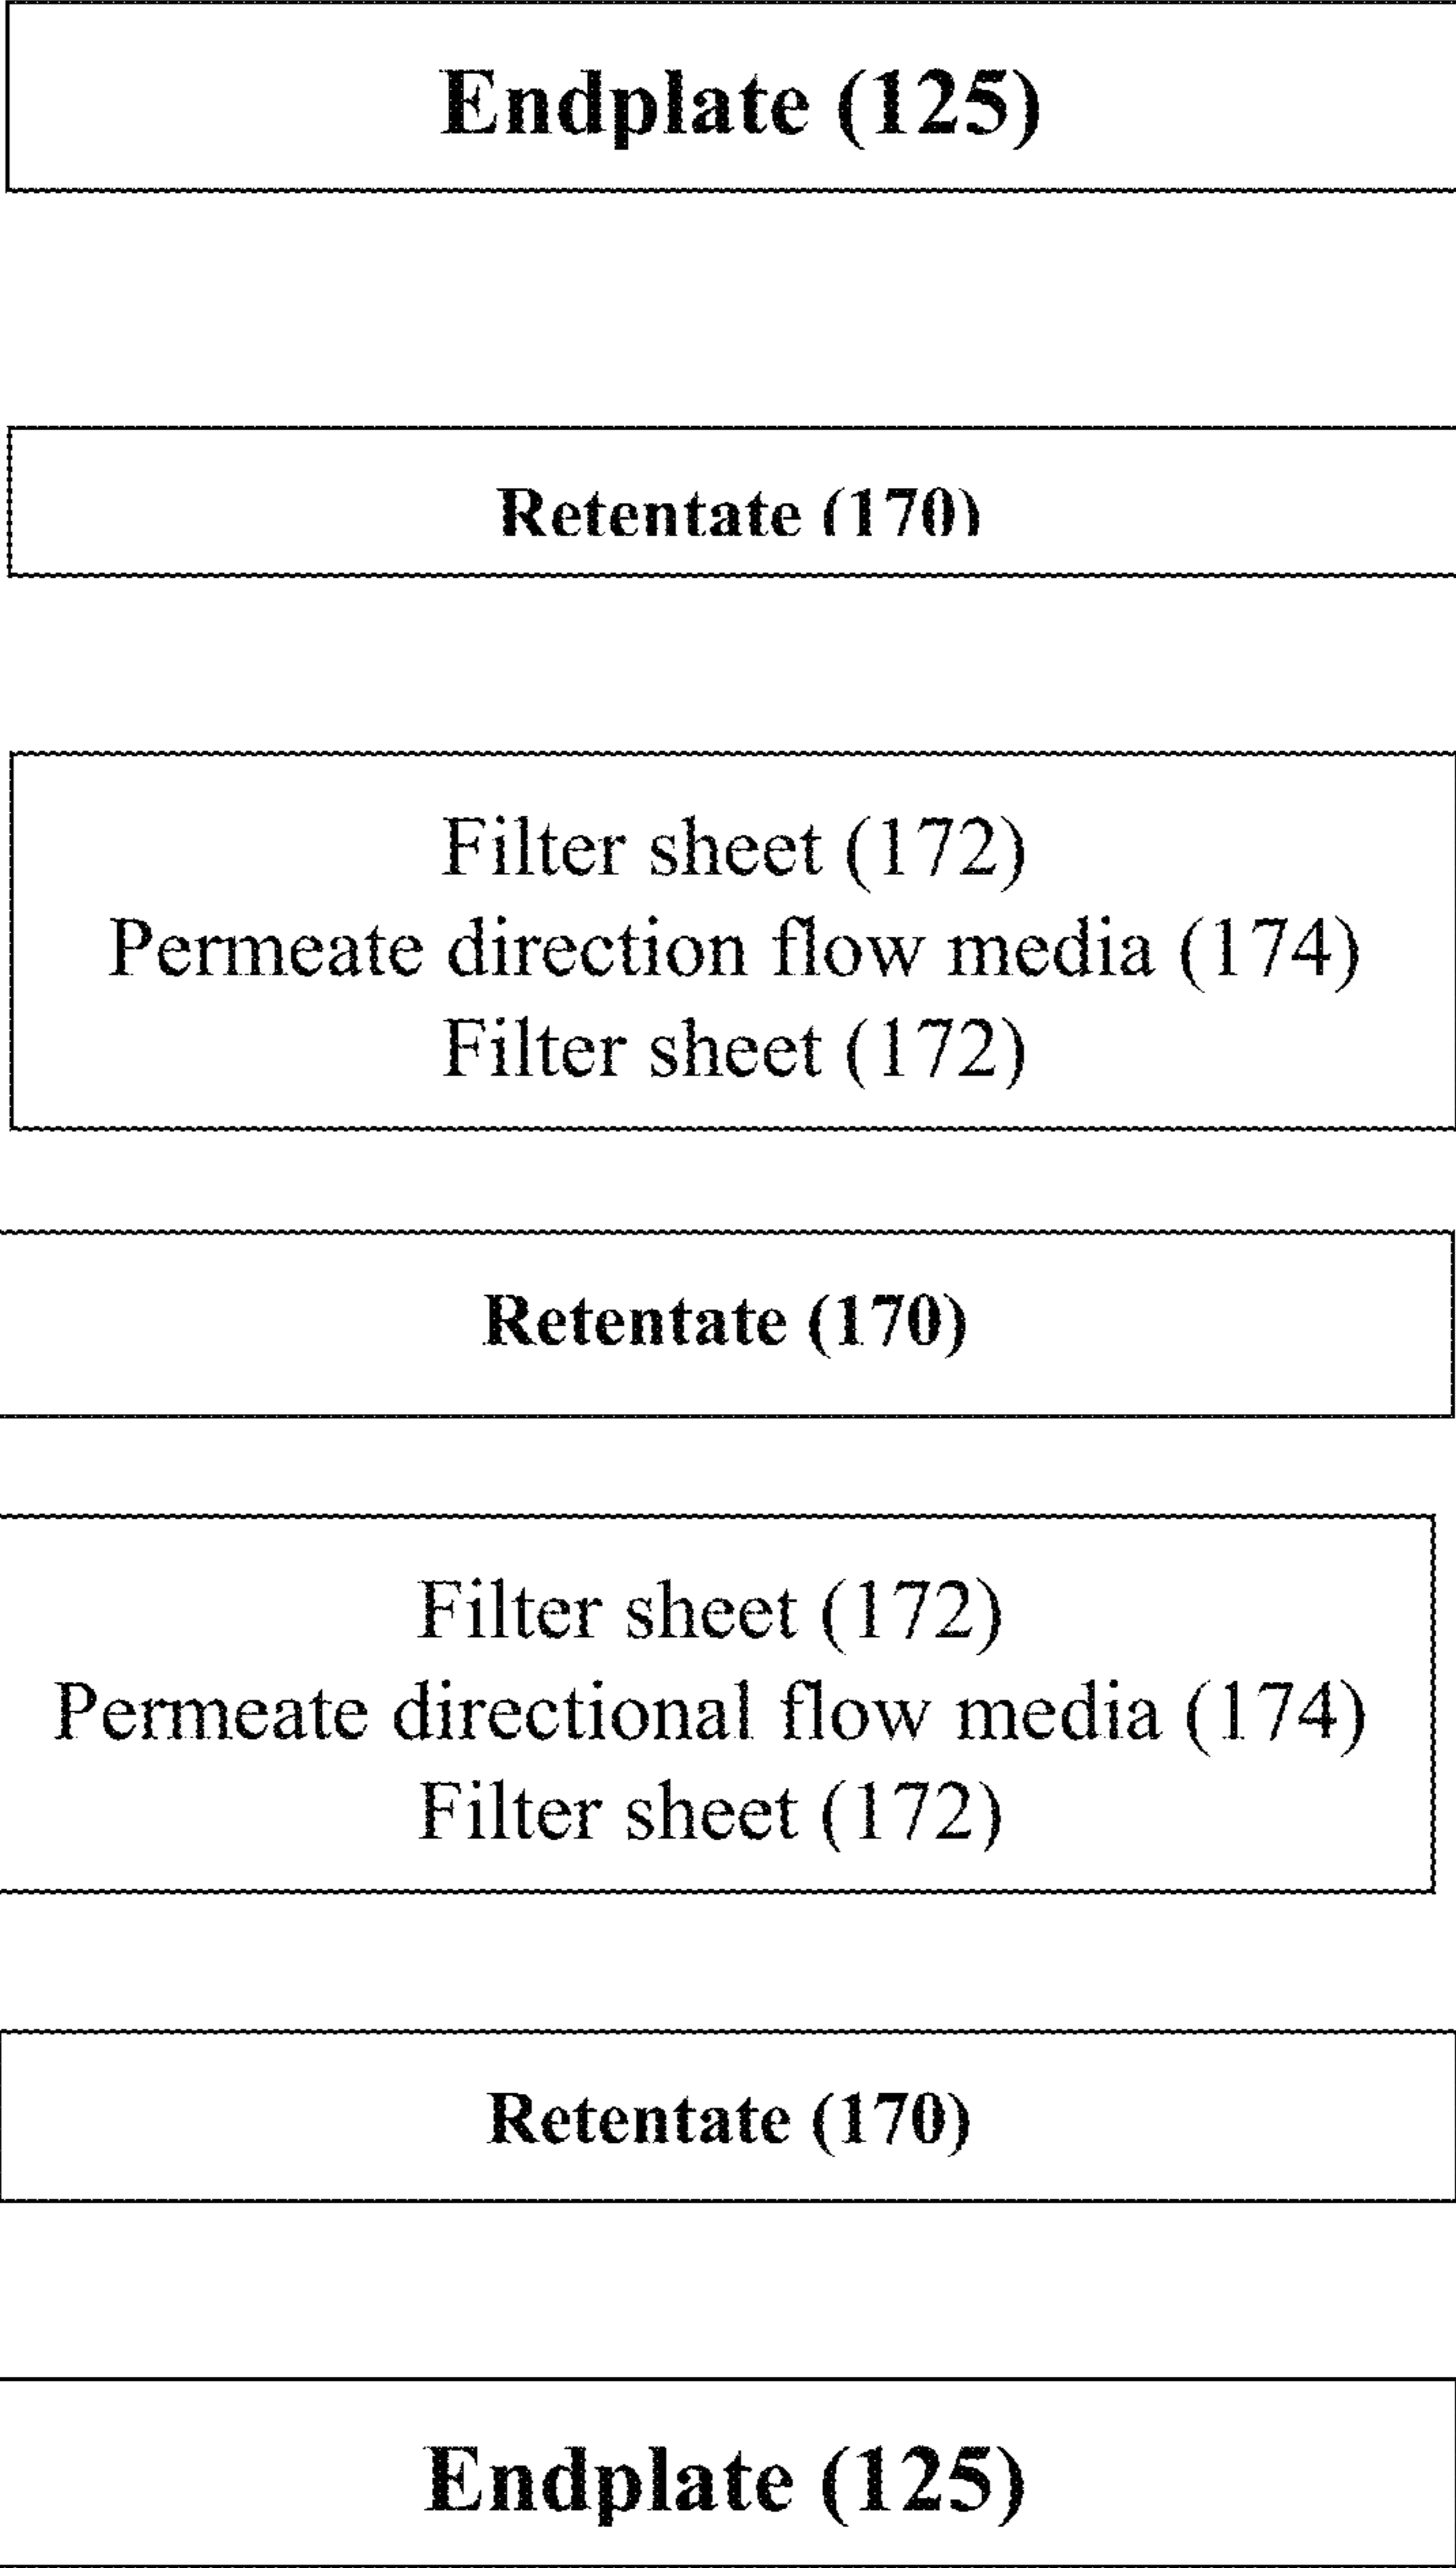 Endplate (125)
Retentate (170)
Filter sheet (172)
Permeate direction flow media (174)
Filter sheet (172)
Retentate (170)
Filter sheet (172)
Permeate directional flow media (174)
Filter sheet (172)
Retentate (170)
Endplate (125)